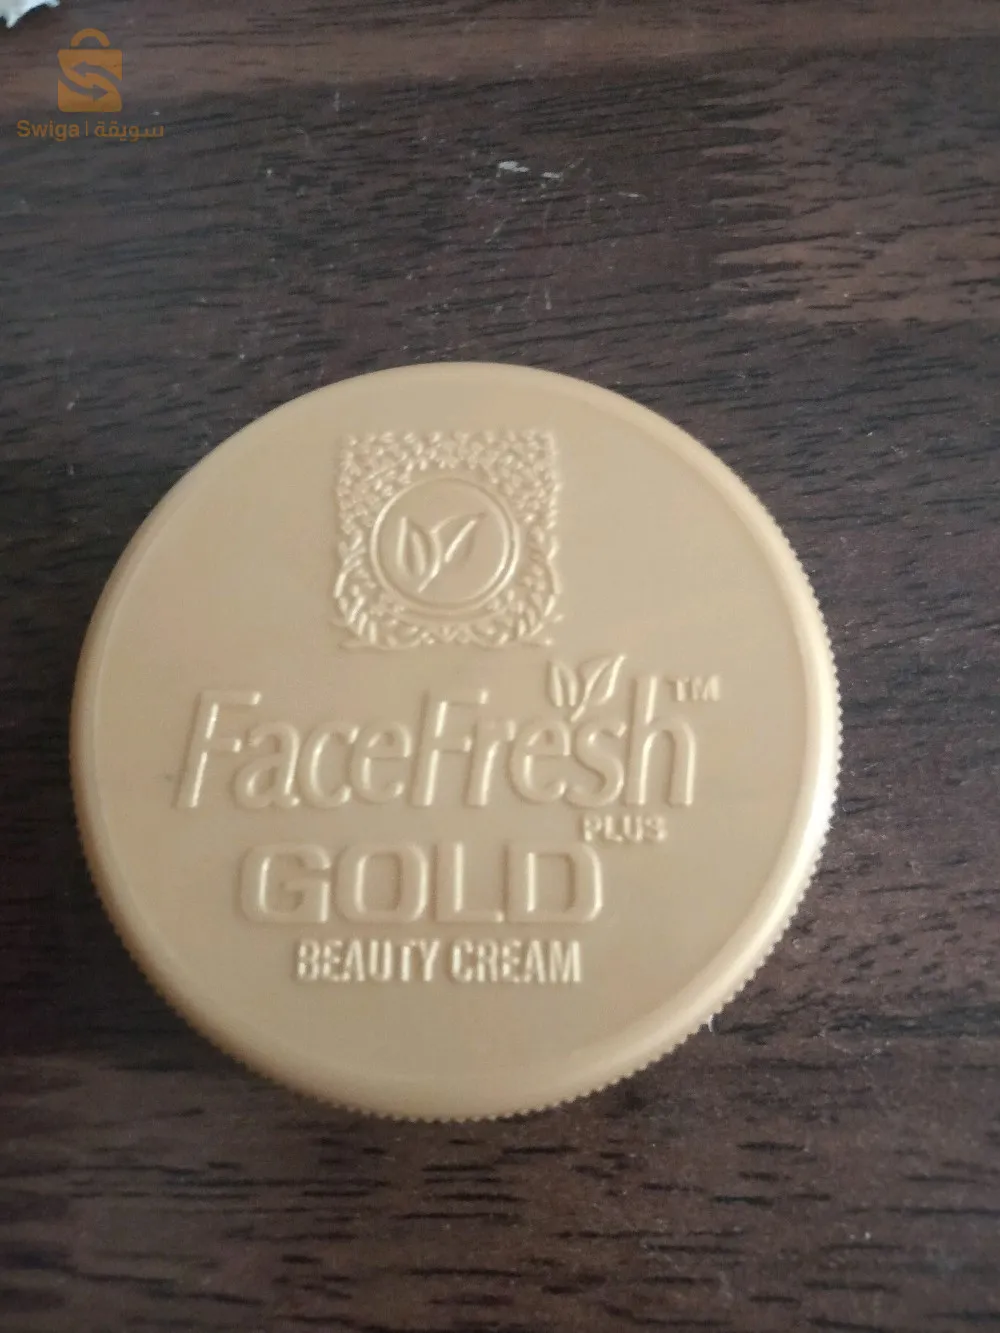 Swiga | سويقة
FaceFresh™
PLUS
GOLD
BEAUTY CREAM